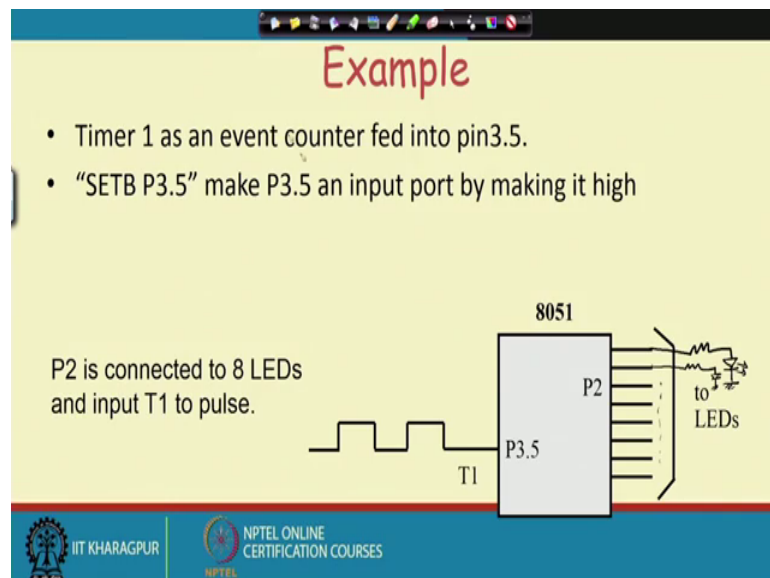 Example
• Timer 1 as an event counter fed into pin3.5.
• “SETB P3.5” make P3.5 an input port by making it high
8051
P2 is connected to 8 LEDs
and input T1 to pulse.
P2
to
LEDs
P3.5
T1
IIT KHARAGPUR
NPTEL ONLINE
CERTIFICATION COURSES
NPTEL